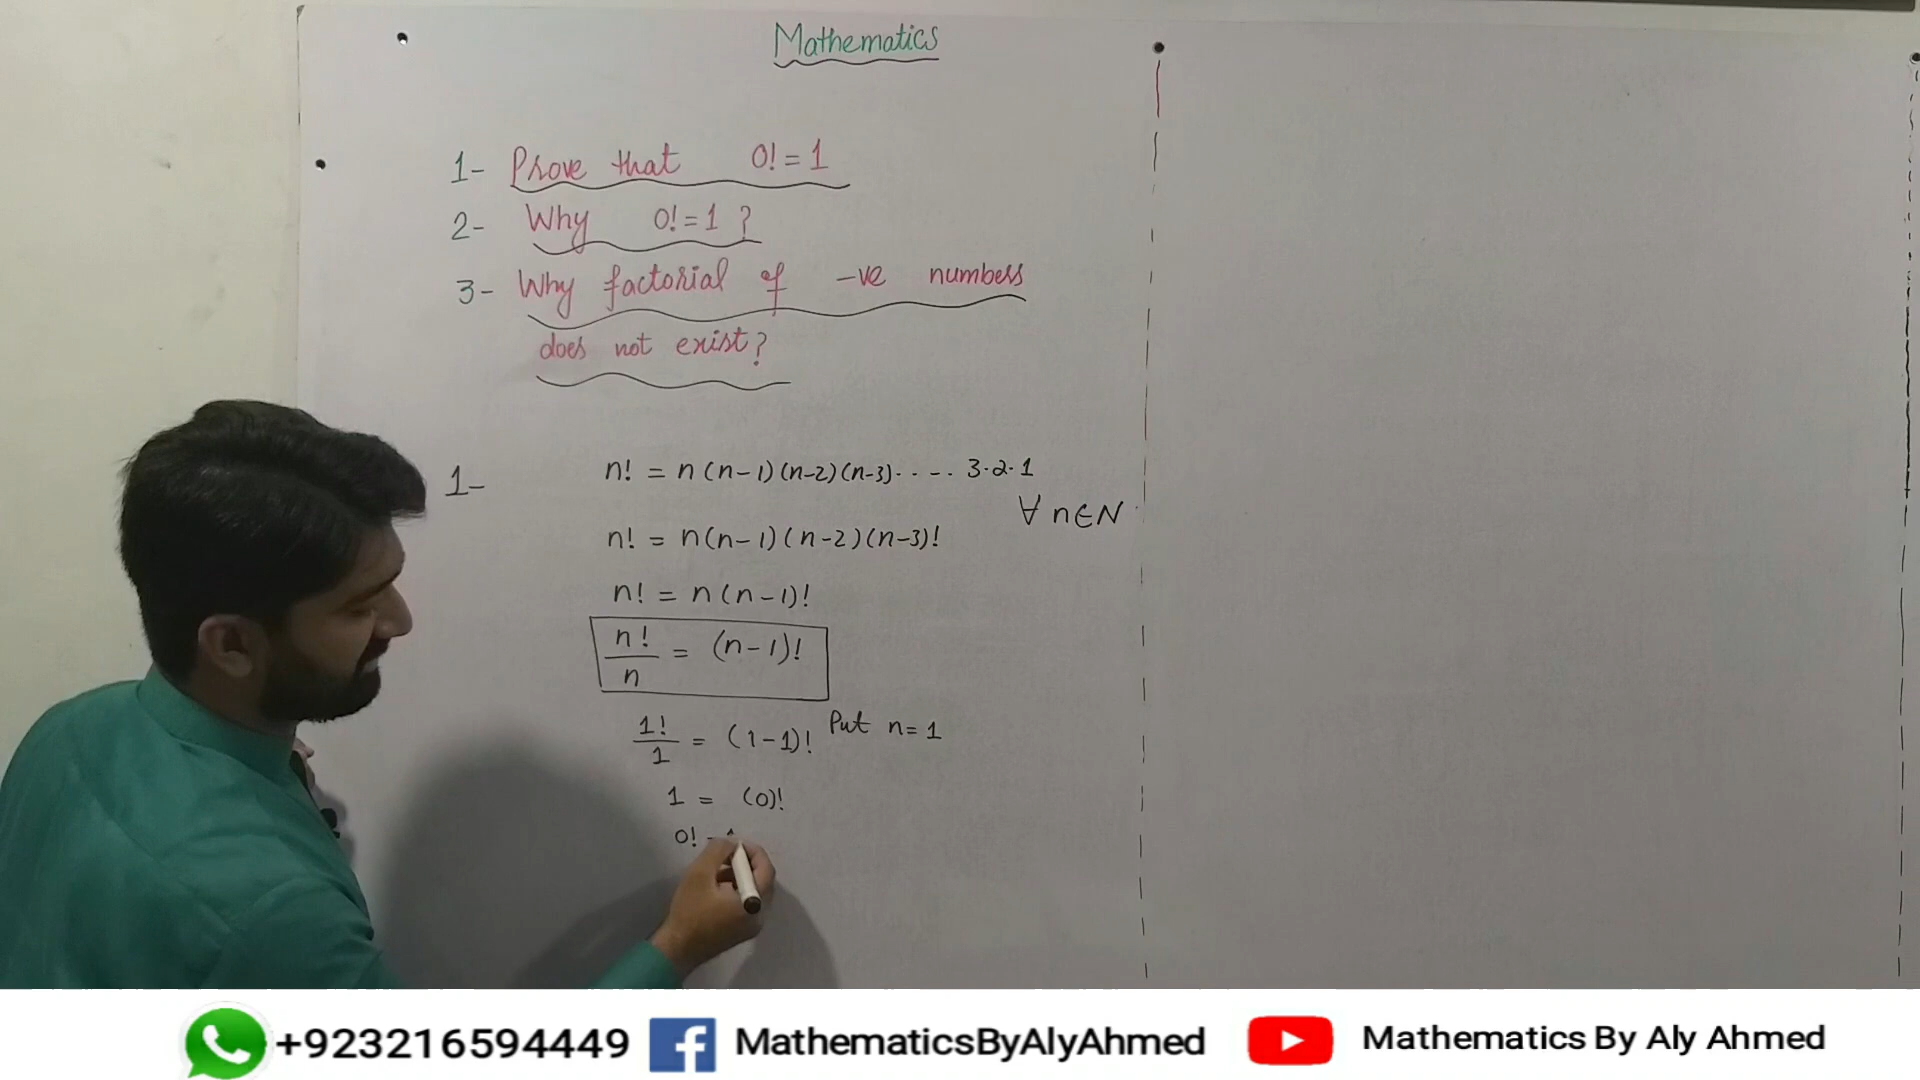 Mathematics
1- Prove that 0! = 1
2- Why 0! = 1 ?
3- Why factorial of -ve numbers
does not exist?
1- n! = n(n-1)(n-2)(n-3)..--. 3.2.1
∀ n∈N
n! = n(n-1)(n-2)(n-3)!
n! = n(n-1)!
n!/n = (n-1)!
1!/1 = (1-1)! Put n=1
1 = (0)!
0!
+923216594449 MathematicsByAlyAhmed Mathematics By Aly Ahmed